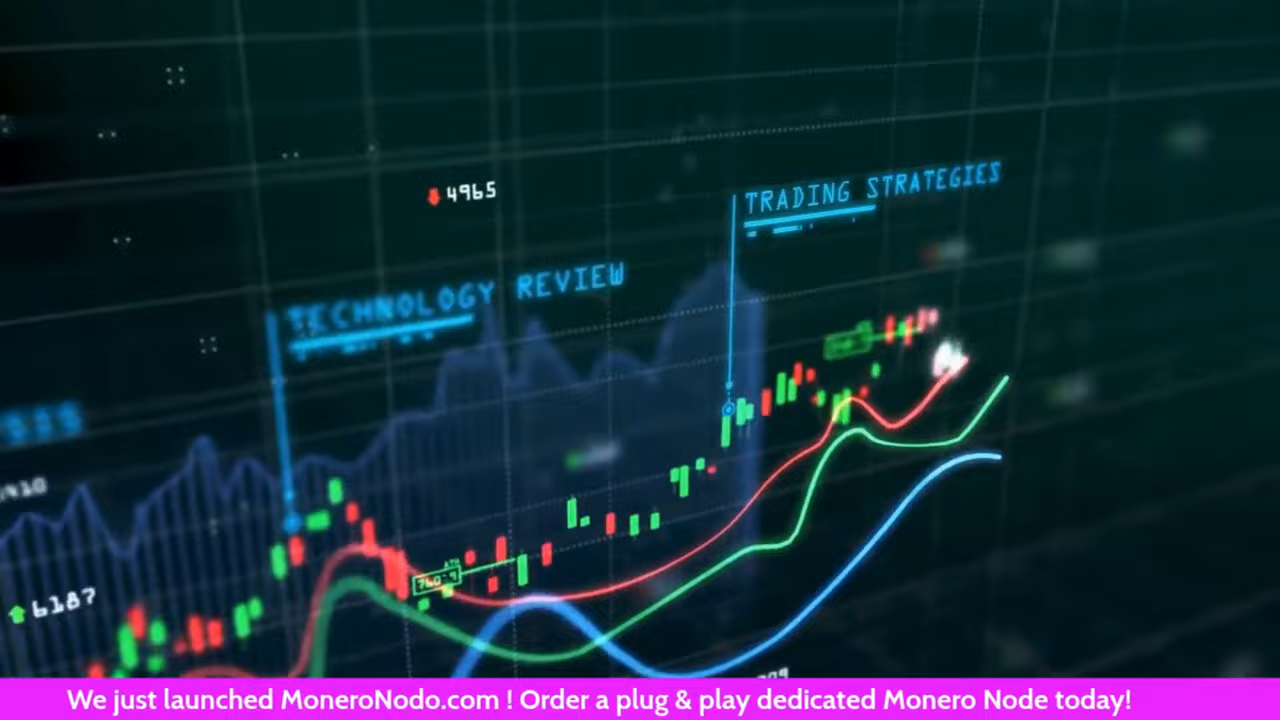 4965
TRADING STRATEGIES
TECHNOLOGY REVIEW
6187
We just launched MoneroNodo.com ! Order a plug & play dedicated Monero Node today!